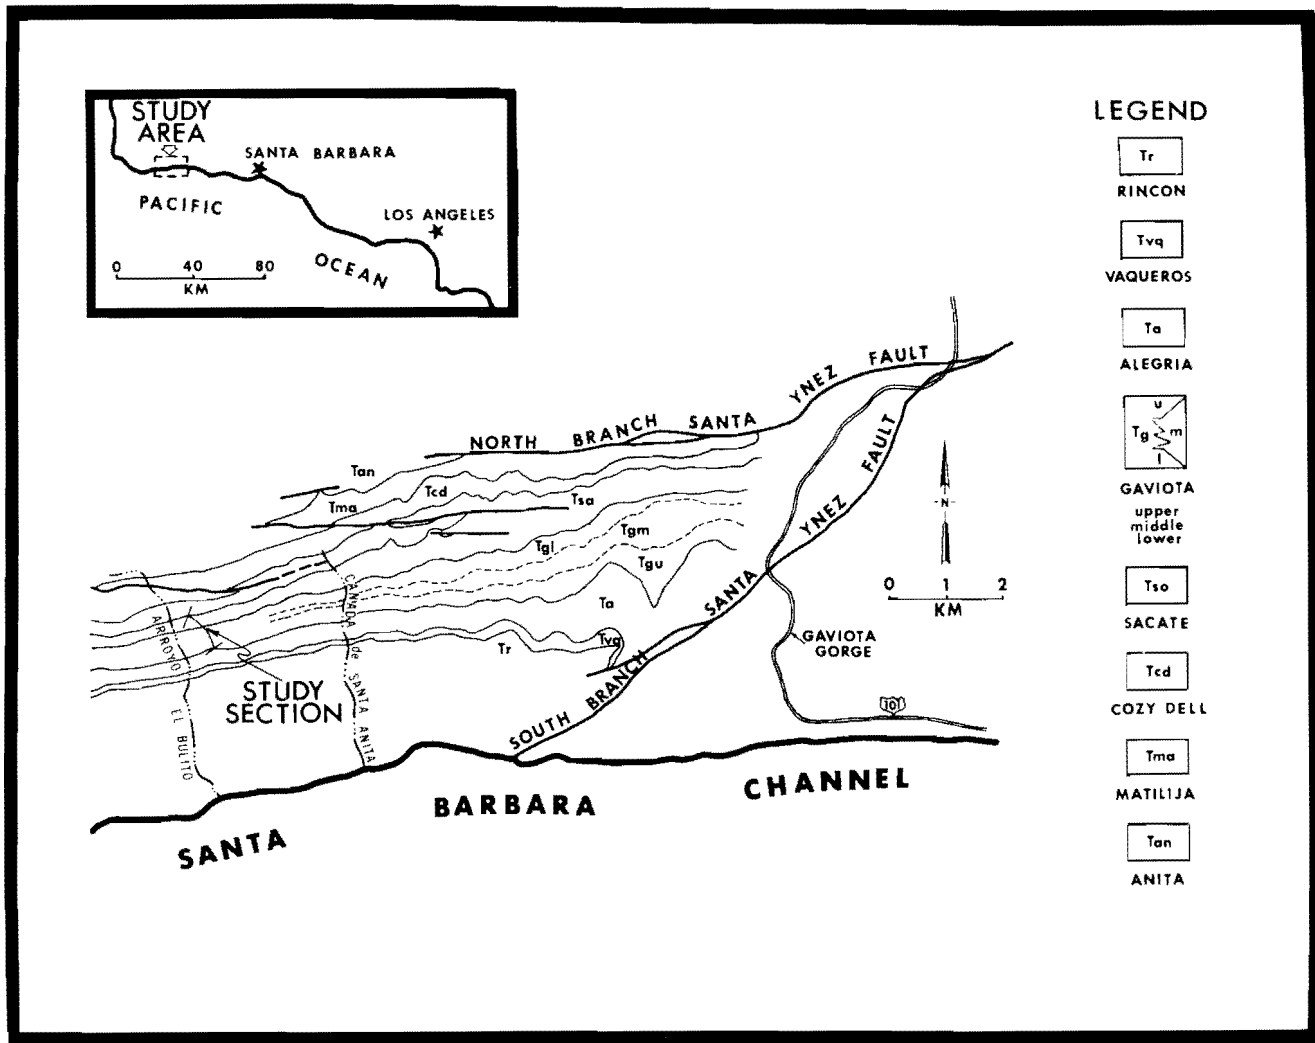 STUDY
AREA
SANTA BARBARA
PACIFIC
LOS ANGELES
OCEAN
0 40 80
KM
LEGEND
Tr
RINCON
Tvq
VAQUEROS
Ta
ALEGRIA
u
Tg m
l
GAVIOTA
upper
middle
lower
Tso
SACATE
Tcd
COZY DELL
Tma
MATILIJA
Tan
ANITA
NORTH BRANCH SANTA YNEZ FAULT
Tan
Tma
Tcd
Tsa
Tgl
Tgm
Tgu
Ta
Tvq
Tr
SOUTH BRANCH SANTA YNEZ FAULT
N
0 1 2
KM
GAVIOTA
GORGE
101
ARROYO EL BULITO
CANADA de SANTA ANITA
STUDY
SECTION
SANTA BARBARA CHANNEL